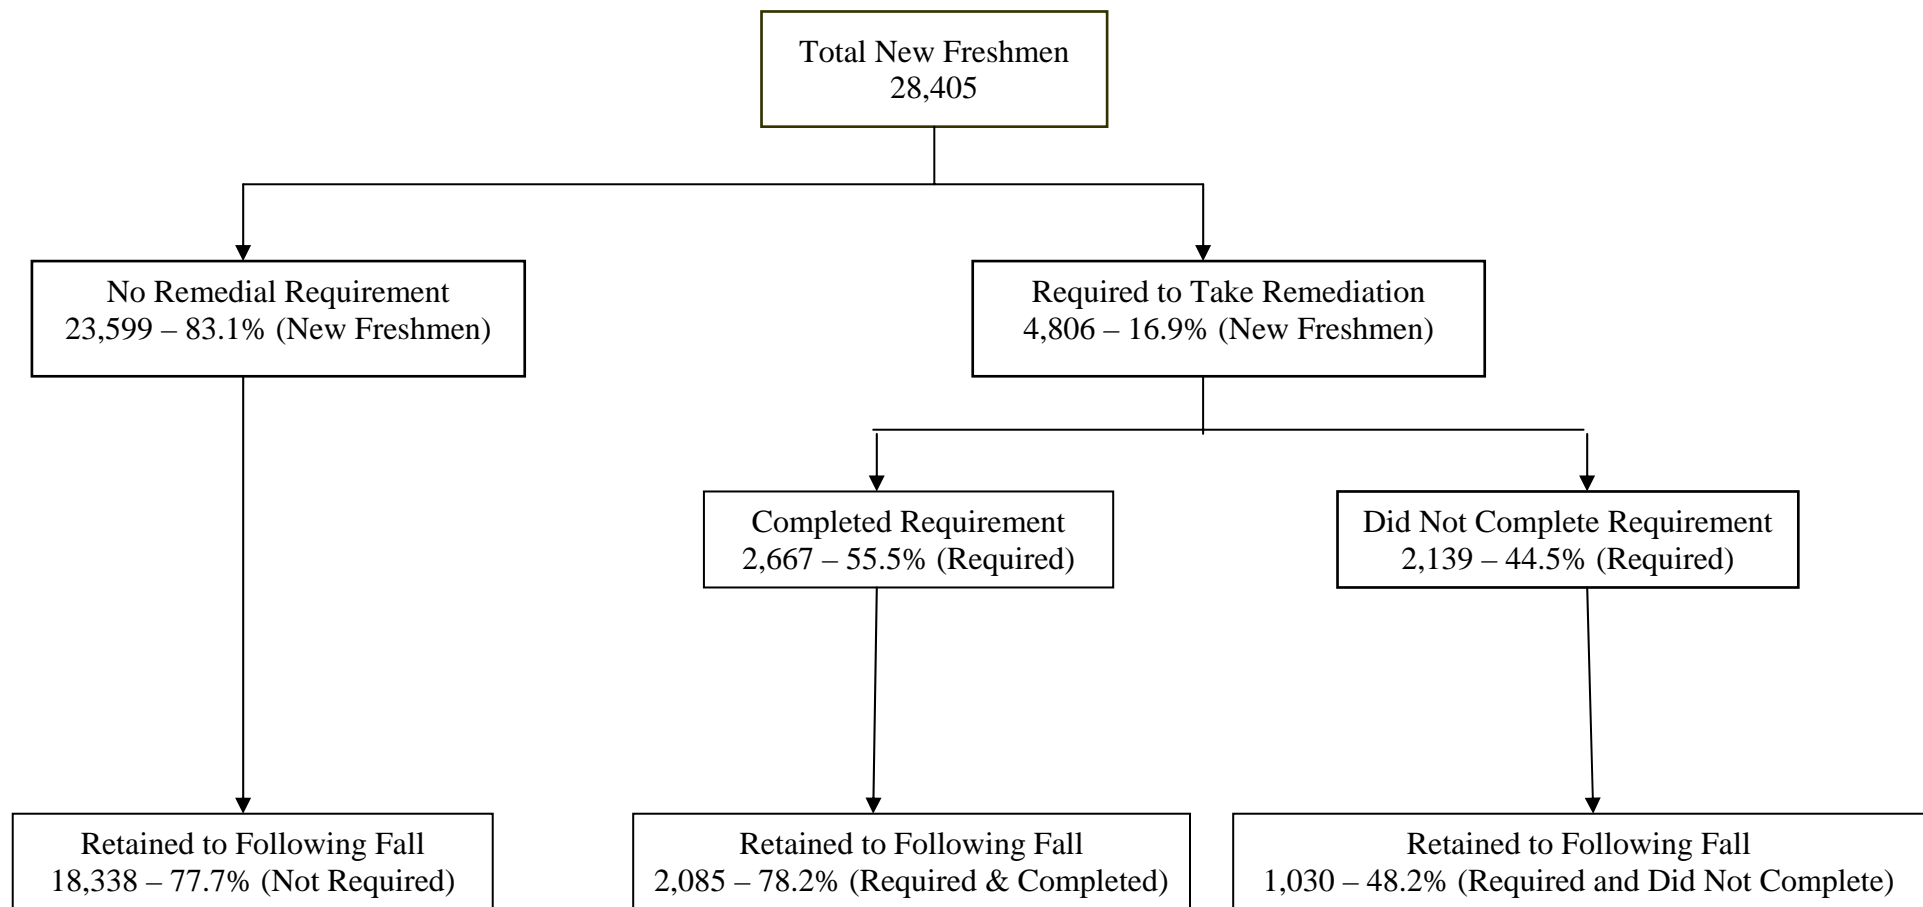 Total New Freshmen
28,405
No Remedial Requirement
23,599 – 83.1% (New Freshmen)
Required to Take Remediation
4,806 – 16.9% (New Freshmen)
Completed Requirement
2,667 – 55.5% (Required)
Did Not Complete Requirement
2,139 – 44.5% (Required)
Retained to Following Fall
18,338 – 77.7% (Not Required)
Retained to Following Fall
2,085 – 78.2% (Required & Completed)
Retained to Following Fall
1,030 – 48.2% (Required and Did Not Complete)